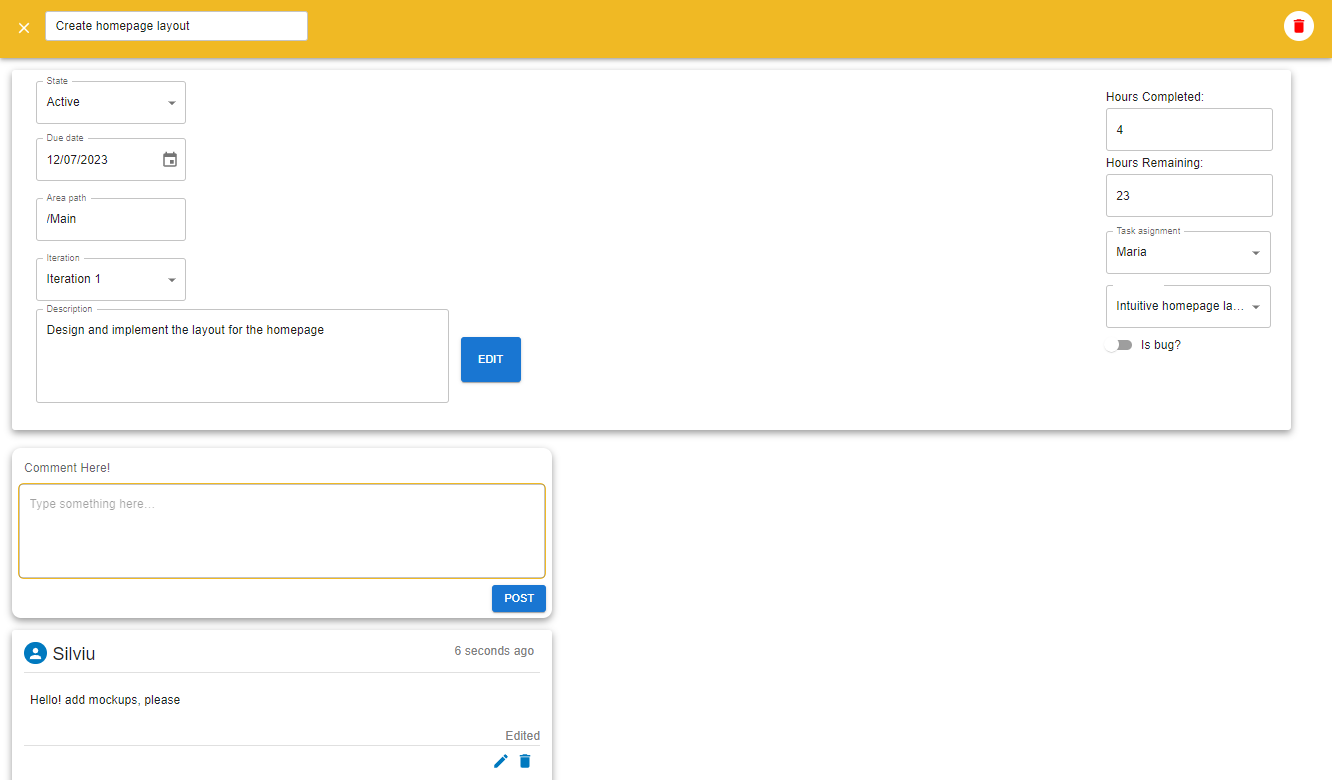 Create homepage layout
State
Active
Due date
12/07/2023
Area path
/Main
Iteration
Iteration 1
Description
Design and implement the layout for the homepage
EDIT
Hours Completed:
4
Hours Remaining:
23
Task asignment
Maria
Intuitive homepage la...
Is bug?
Comment Here!
Type something here...
POST
Silviu
6 seconds ago
Hello! add mockups, please
Edited